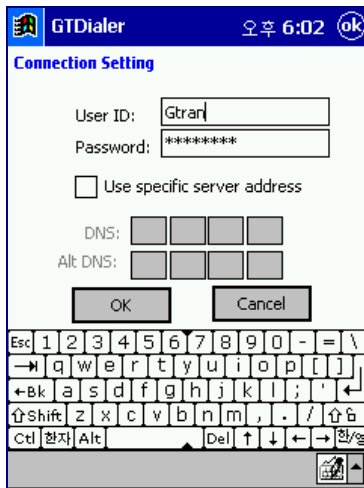 GTDialer 오후 6:02 ok
Connection Setting
User ID: Gtran
Password: ********
Use specific server address
DNS:
Alt DNS:
OK Cancel
Esc 1 2 3 4 5 6 7 8 9 0 - = \
q w e r t y u i o p [ ]
←Bk a s d f g h j k l ; '
⇧Shift z x c v b n m , . /
Ctl 한자 Alt Del ↑ ↓ ← → 한/영